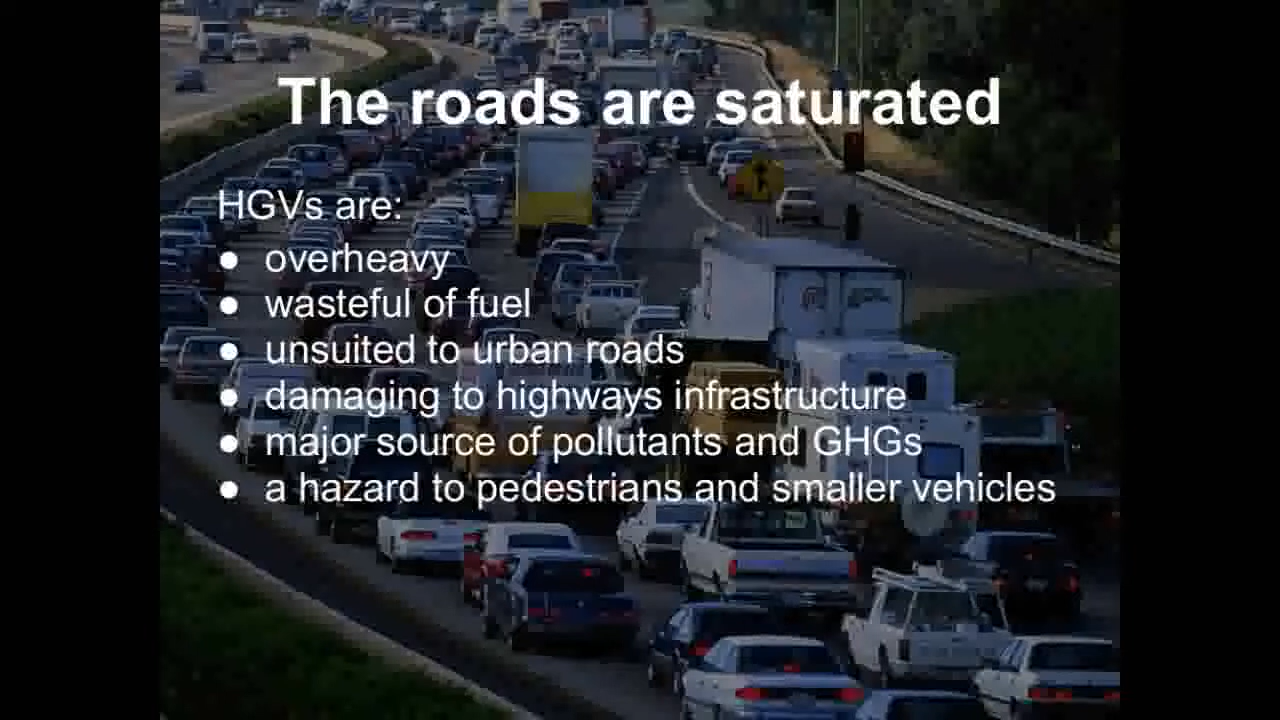 The roads are saturated
HGVs are:
● overheavy
● wasteful of fuel
● unsuited to urban roads
● damaging to highways infrastructure
● major source of pollutants and GHGs
● a hazard to pedestrians and smaller vehicles